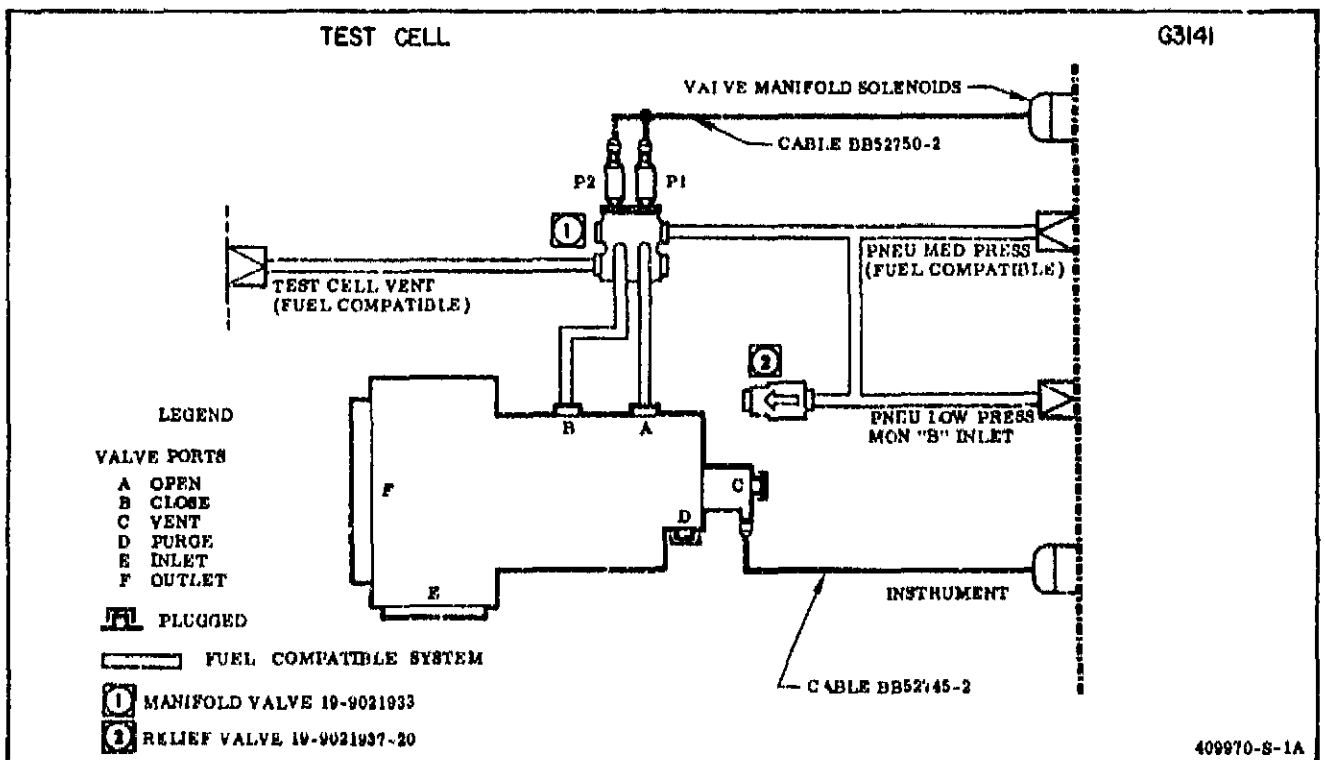 TEST CELL
G3141
VALVE MANIFOLD SOLENOIDS
CABLE BB52750-2
P2
P1
1
PNEU MED PRESS
(FUEL COMPATIBLE)
TEST CELL VENT
(FUEL COMPATIBLE)
2
PNEU LOW PRESS
MON "B" INLET
B
A
LEGEND
VALVE PORTS
A OPEN
B CLOSE
C VENT
D PURGE
E INLET
F OUTLET
F
C
D
E
INSTRUMENT
PLUGGED
FUEL COMPATIBLE SYSTEM
CABLE BB52745-2
1 MANIFOLD VALVE 19-9021933
2 RELIEF VALVE 19-9021937-20
409970-S-1A